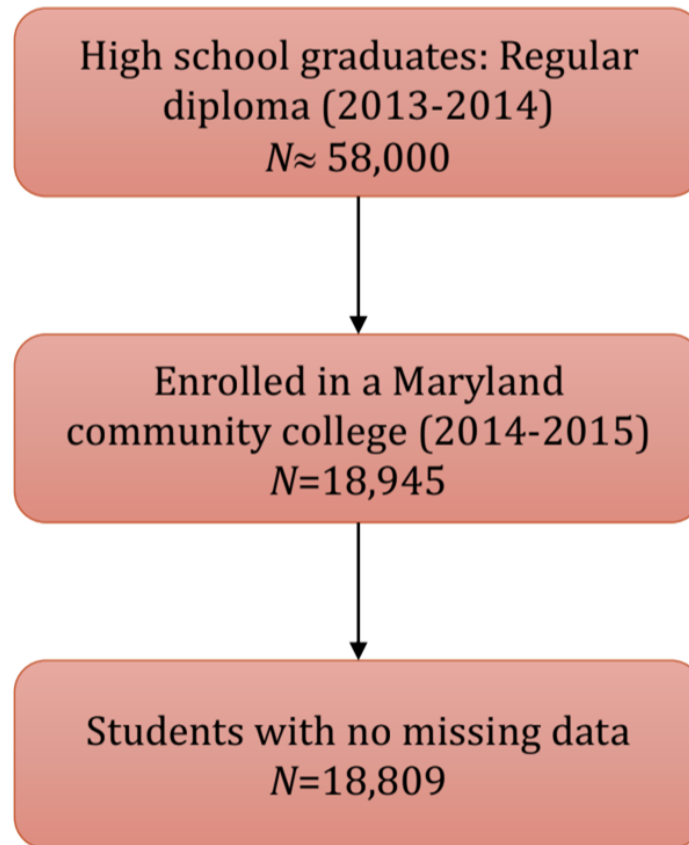 High school graduates: Regular
diploma (2013-2014)
N≈ 58,000
Enrolled in a Maryland
community college (2014-2015)
N=18,945
Students with no missing data
N=18,809